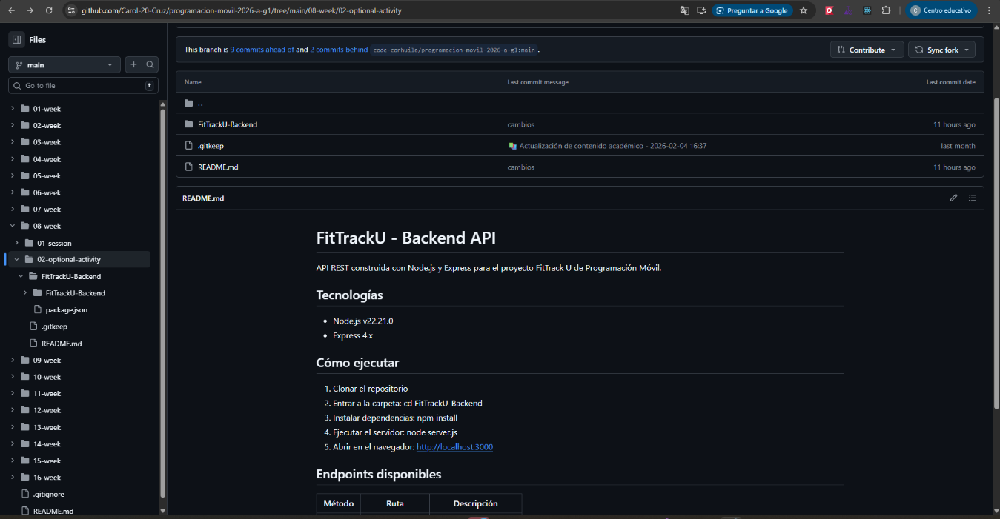 github.com/Carol-20-Cruz/programacion-movil-2026-a-g1/tree/main/08-week/02-optional-activity
Preguntar a Google
C Centro educativo
Files
main
Go to file
t
01-week
02-week
03-week
04-week
05-week
06-week
07-week
08-week
01-session
02-optional-activity
FitTrackU-Backend
FitTrackU-Backend
package.json
.gitkeep
README.md
09-week
10-week
11-week
12-week
13-week
14-week
15-week
16-week
.gitignore
README.md
This branch is 9 commits ahead of and 2 commits behind code-corhuila/programacion-movil-2026-a-g1:main .
Contribute
Sync fork
Name Last commit message Last commit date
..
FitTrackU-Backend cambios 11 hours ago
.gitkeep Actualización de contenido académico - 2026-02-04 16:37 last month
README.md cambios 11 hours ago
README.md
FitTrackU - Backend API
API REST construida con Node.js y Express para el proyecto FitTrack U de Programación Móvil.
Tecnologías
• Node.js v22.21.0
• Express 4.x
Cómo ejecutar
1. Clonar el repositorio
2. Entrar a la carpeta: cd FitTrackU-Backend
3. Instalar dependencias: npm install
4. Ejecutar el servidor: node server.js
5. Abrir en el navegador: http://localhost:3000
Endpoints disponibles
Método Ruta Descripción